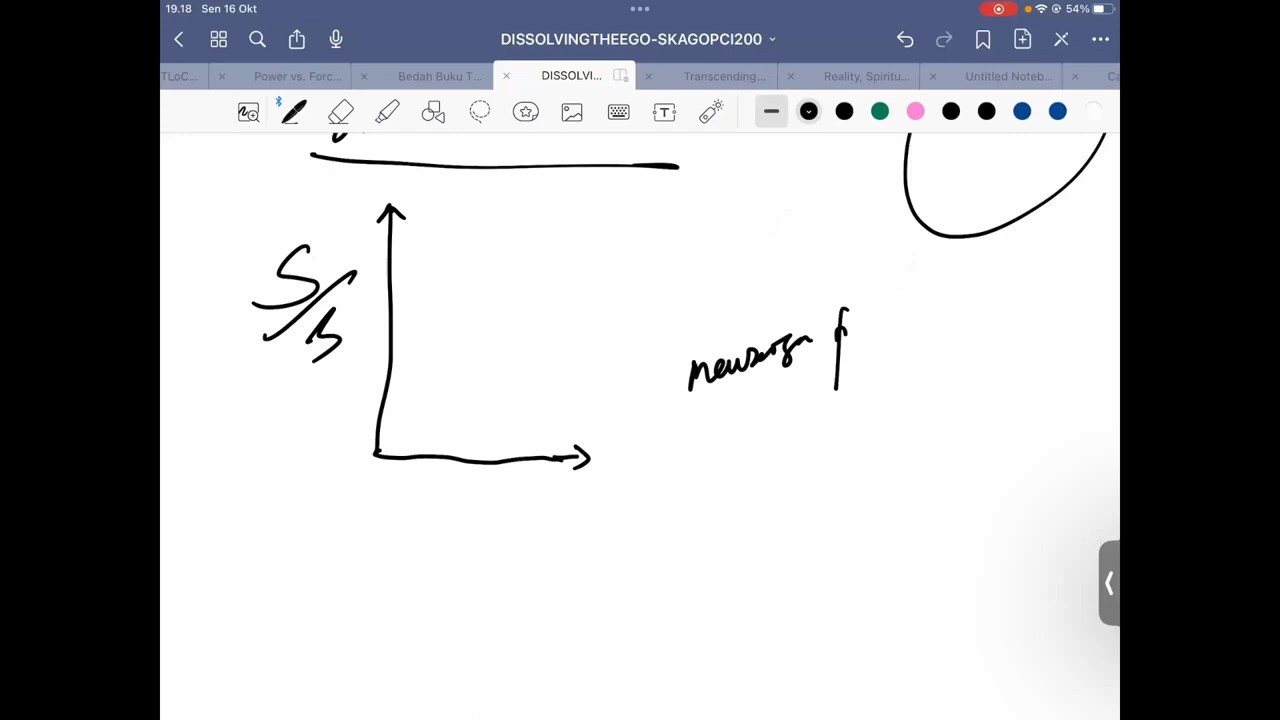 19.18 Sen 16 Okt
54%
DISSOLVINGTHEEGO-SKAGOPCI200
TLoC... Power vs. Forc... Bedah Buku T... DISSOLVI... Transcending... Reality, Spiritu... Untitled Noteb... Ca
T
S/B